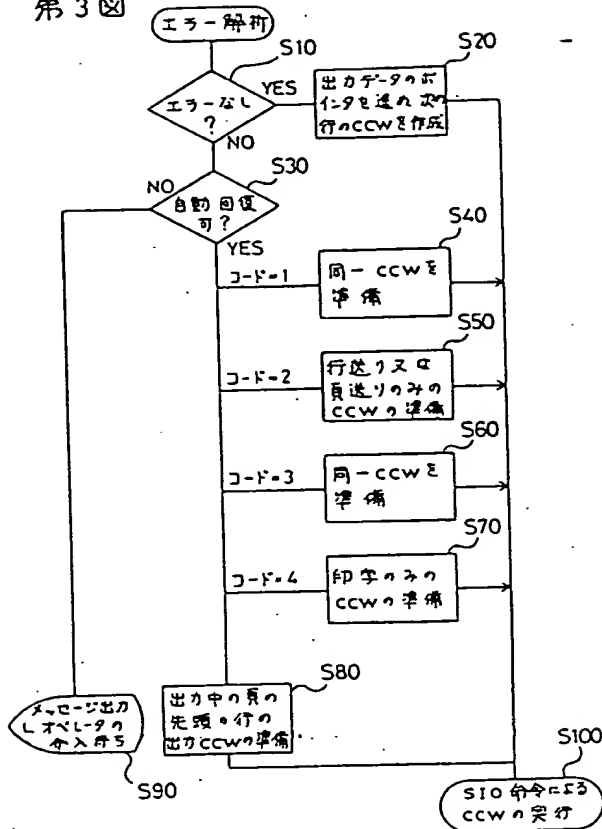 第3図
エラー解析
S10
エラーなし
?
YES
S20
出力データのポ
インタを進め、次の
行のCCWを作成
NO
S30
NO
自動回復
可?
YES
S40
コード=1
同一CCWを
準備
S50
コード=2
行送り又は
頁送りのみの
CCWの準備
S60
コード=3
同一CCWを
準備
S70
コード=4
印字のみの
CCWの準備
S80
出力中の頁の
先頭の行の
出力CCWの準備
メッセージ出力
しオペレータの
介入待ち
S90
S100
SIO命令による
CCWの実行